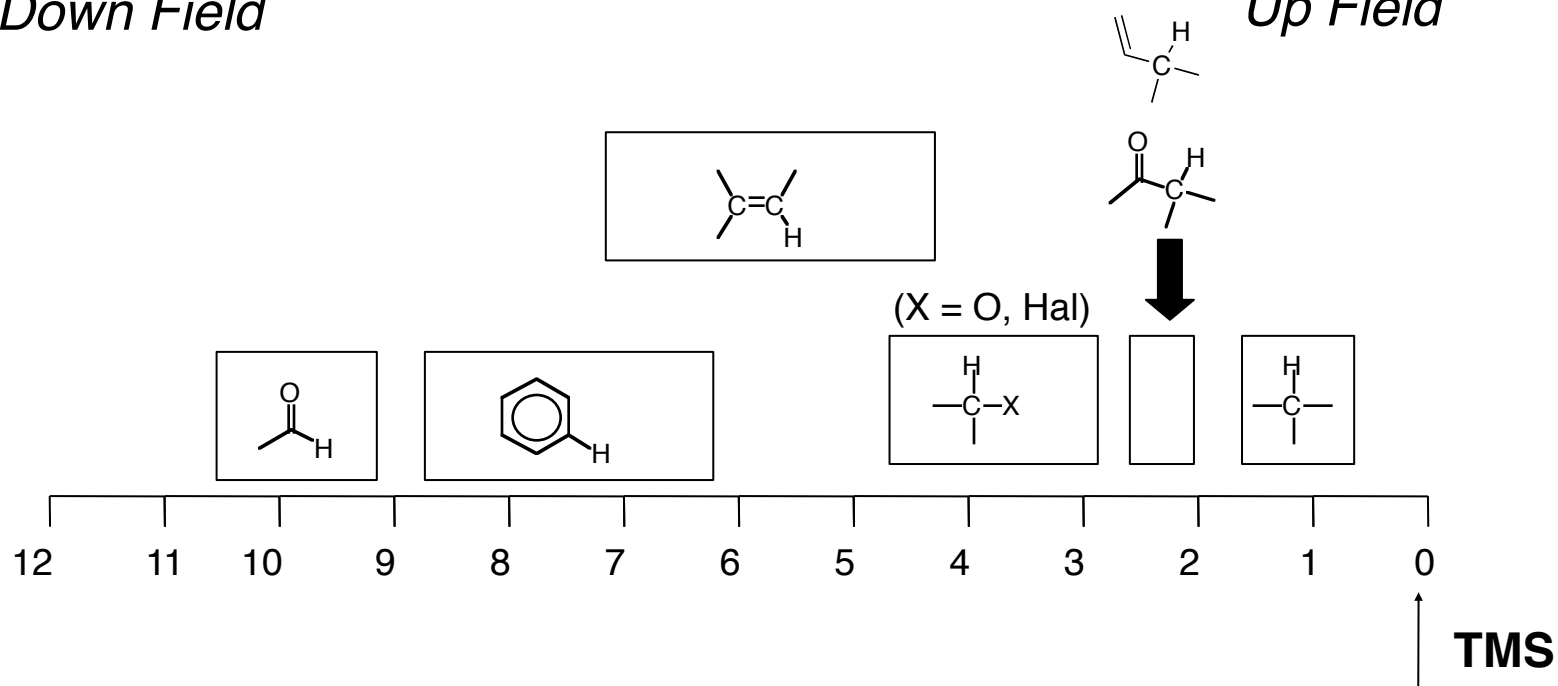 Down Field
Up Field
H
C
O
H
C
C=C
H
(X = O, Hal)
O
H
H
H
C–X
H
C
12 11 10 9 8 7 6 5 4 3 2 1 0
TMS